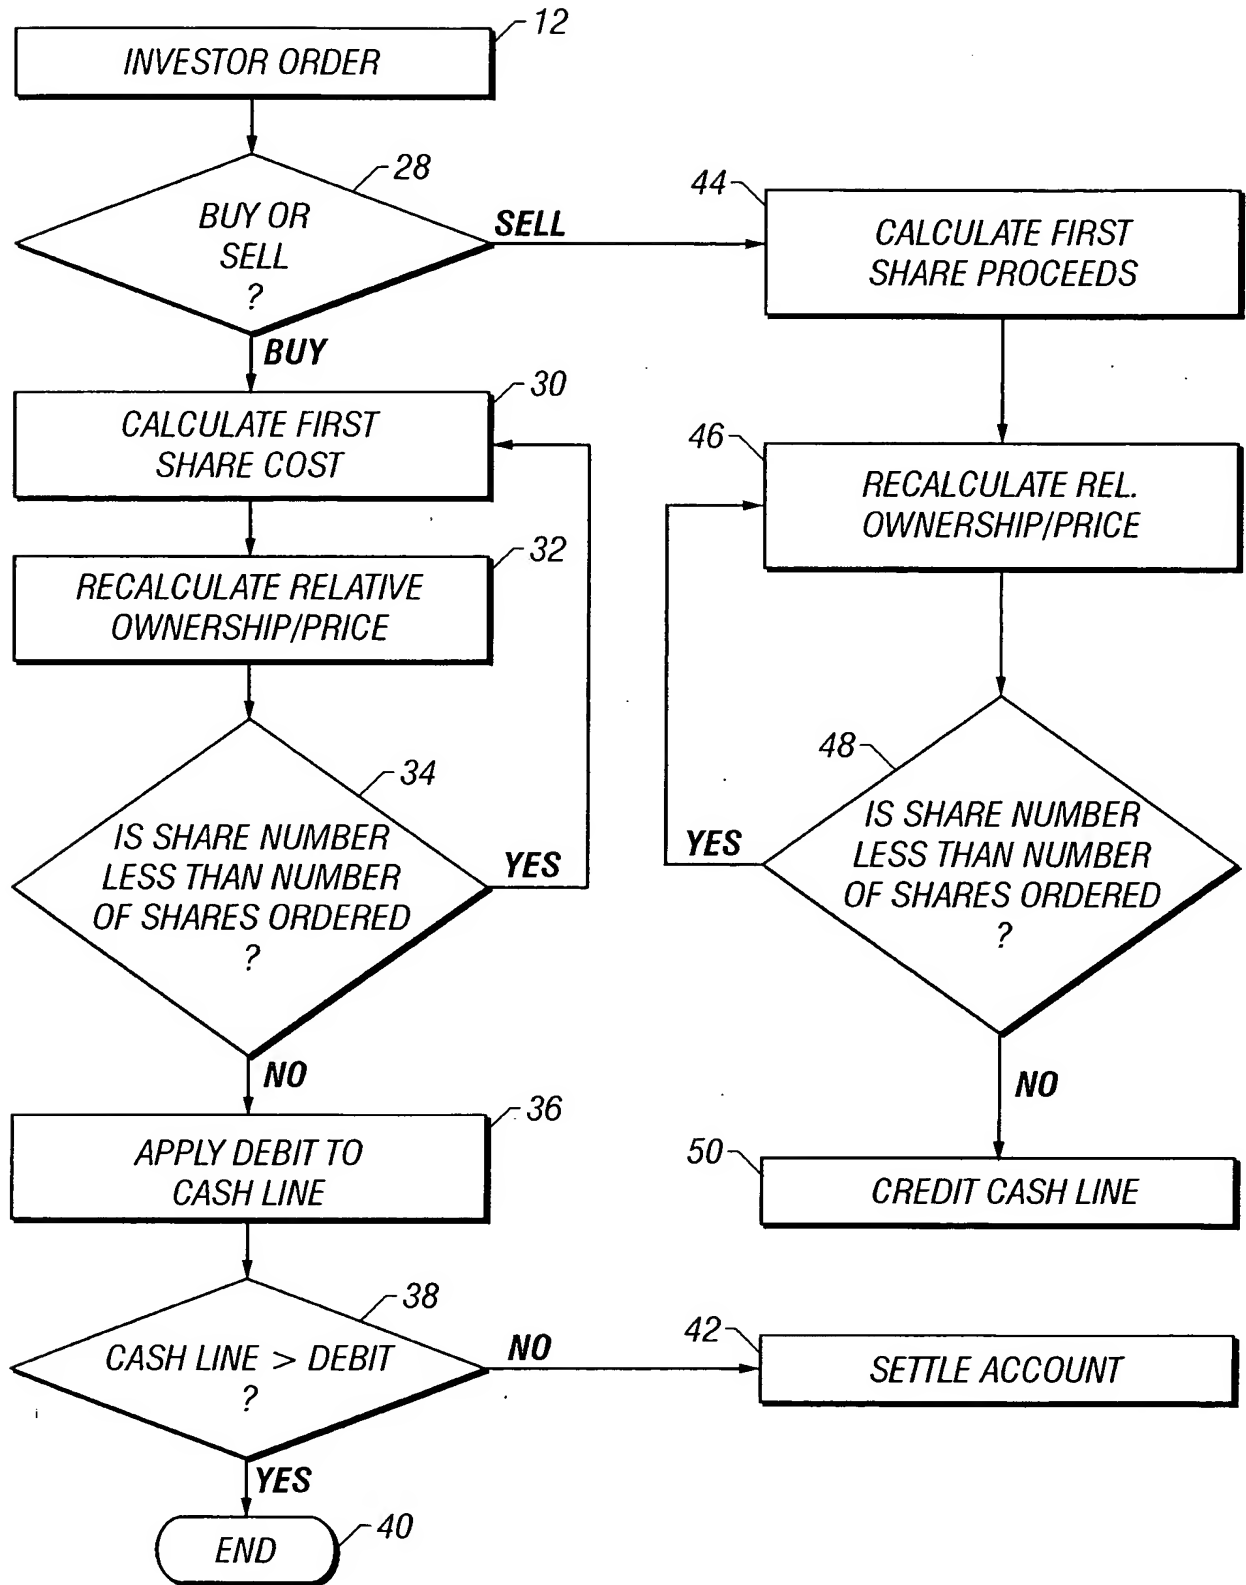 12
INVESTOR ORDER
28
BUY OR
SELL
?
SELL
BUY
44
CALCULATE FIRST
SHARE PROCEEDS
30
CALCULATE FIRST
SHARE COST
46
RECALCULATE REL.
OWNERSHIP/PRICE
32
RECALCULATE RELATIVE
OWNERSHIP/PRICE
34
IS SHARE NUMBER
LESS THAN NUMBER
OF SHARES ORDERED
?
YES
NO
48
IS SHARE NUMBER
LESS THAN NUMBER
OF SHARES ORDERED
?
YES
NO
36
APPLY DEBIT TO
CASH LINE
50
CREDIT CASH LINE
38
CASH LINE > DEBIT
?
NO
YES
42
SETTLE ACCOUNT
40
END